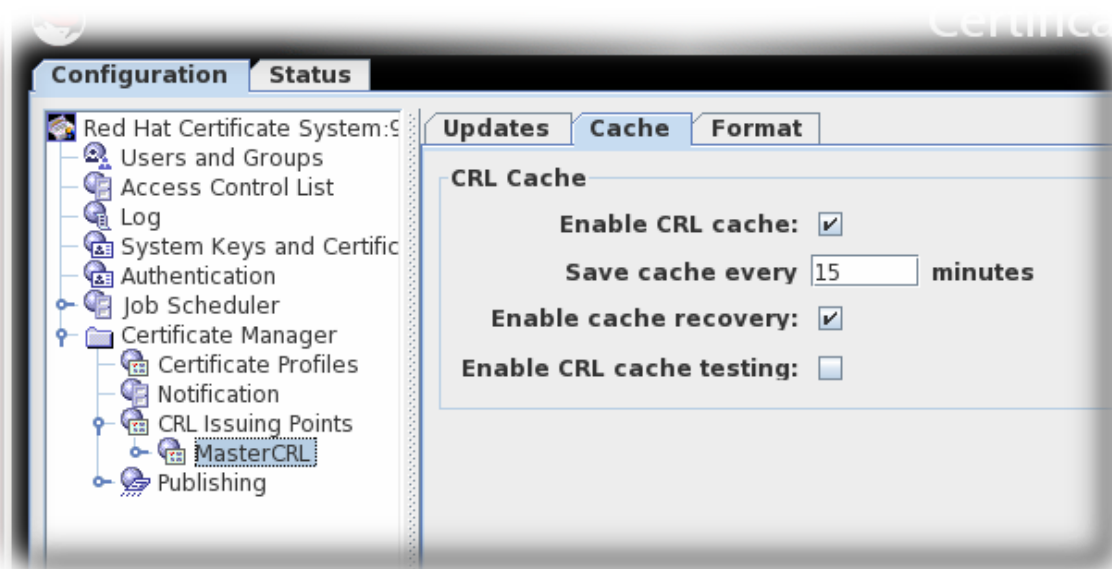 Configuration Status
Red Hat Certificate System:9
Users and Groups
Access Control List
Log
System Keys and Certific
Authentication
Job Scheduler
Certificate Manager
Certificate Profiles
Notification
CRL Issuing Points
MasterCRL
Publishing
Updates Cache Format
CRL Cache
Enable CRL cache:
Save cache every 15 minutes
Enable cache recovery:
Enable CRL cache testing: